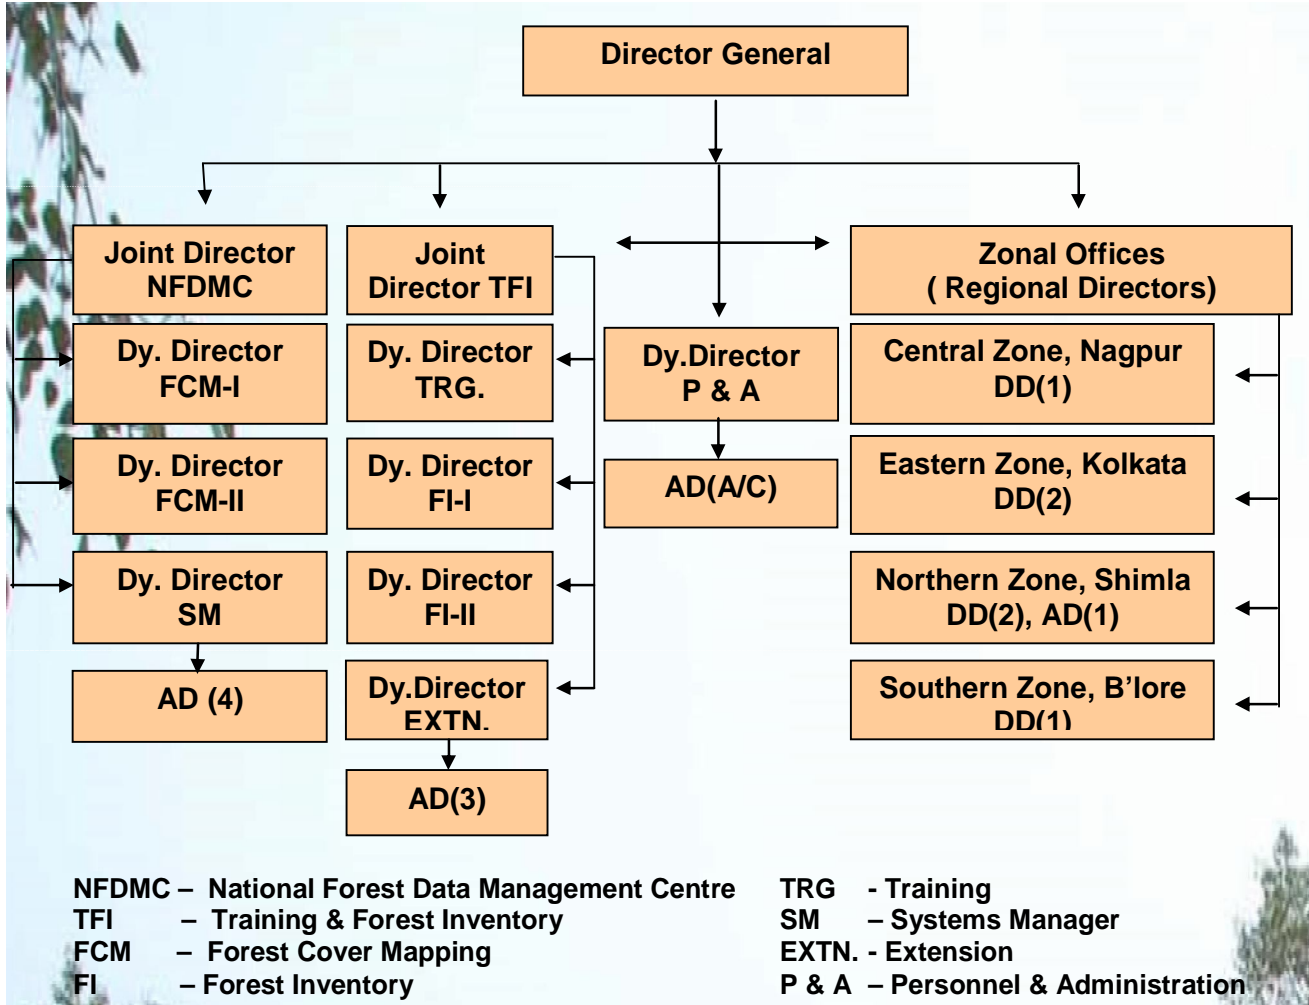 Director General
Joint Director
NFDMC
Dy. Director
FCM-I
Dy. Director
FCM-II
Dy. Director
SM
AD (4)
Joint
Director TFI
Dy. Director
TRG.
Dy. Director
FI-I
Dy. Director
FI-II
Dy.Director
EXTN.
AD(3)
Dy.Director
P & A
AD(A/C)
Zonal Offices
( Regional Directors)
Central Zone, Nagpur
DD(1)
Eastern Zone, Kolkata
DD(2)
Northern Zone, Shimla
DD(2), AD(1)
Southern Zone, B’lore
DD(1)
NFDMC – National Forest Data Management Centre
TFI – Training & Forest Inventory
FCM – Forest Cover Mapping
FI – Forest Inventory
TRG - Training
SM – Systems Manager
EXTN. - Extension
P & A – Personnel & Administration